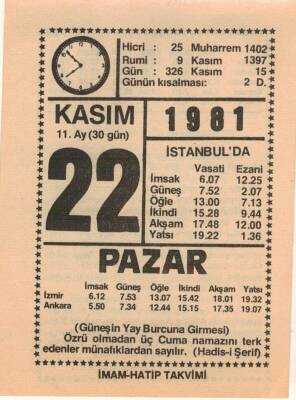 Hicri : 25 Muharrem 1402
Rumi : 9 Kasım 1397
Gün : 326 Kasım 15
Günün kısalması: 2 D.
KASIM
11. Ay (30 gün)
22
1981
İSTANBUL'DA
Vasati Ezani
İmsak 6.07 12.25
Güneş 7.52 2.07
Öğle 13.00 7.13
İkindi 15.28 9.44
Akşam 17.48 12.00
Yatsı 19.22 1.36
PAZAR
İmsak Güneş Öğle İkindi Akşam Yatsı
İzmir 6.12 7.53 13.07 15.42 18.01 19.32
Ankara 5.50 7.34 12.44 15.15 17.35 19.07
(Güneşin Yay Burcuna Girmesi)
Özrü olmadan üç Cuma namazını terk
edenler münafıklardan sayılır. (Hadis-i Şerif)
İMAM-HATİP TAKVİMİ